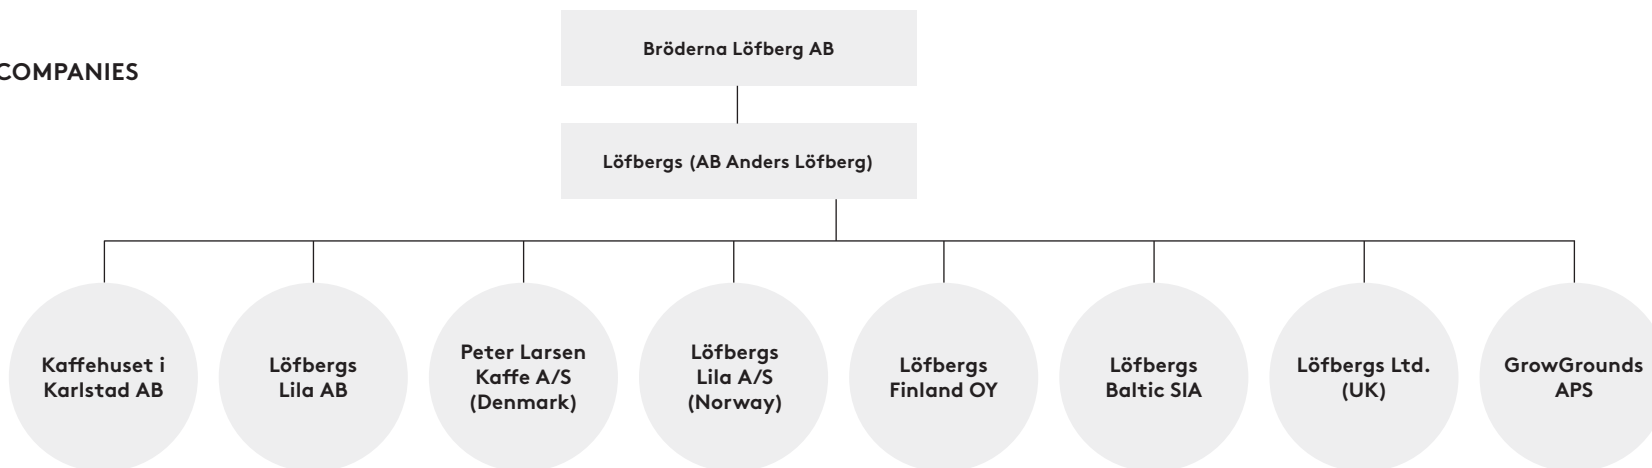 COMPANIES
Bröderna Löfberg AB
Löfbergs (AB Anders Löfberg)
Kaffehuset i
Karlstad AB
Löfbergs
Lila AB
Peter Larsen
Kaffe A/S
(Denmark)
Löfbergs
Lila A/S
(Norway)
Löfbergs
Finland OY
Löfbergs
Baltic SIA
Löfbergs Ltd.
(UK)
GrowGrounds
APS